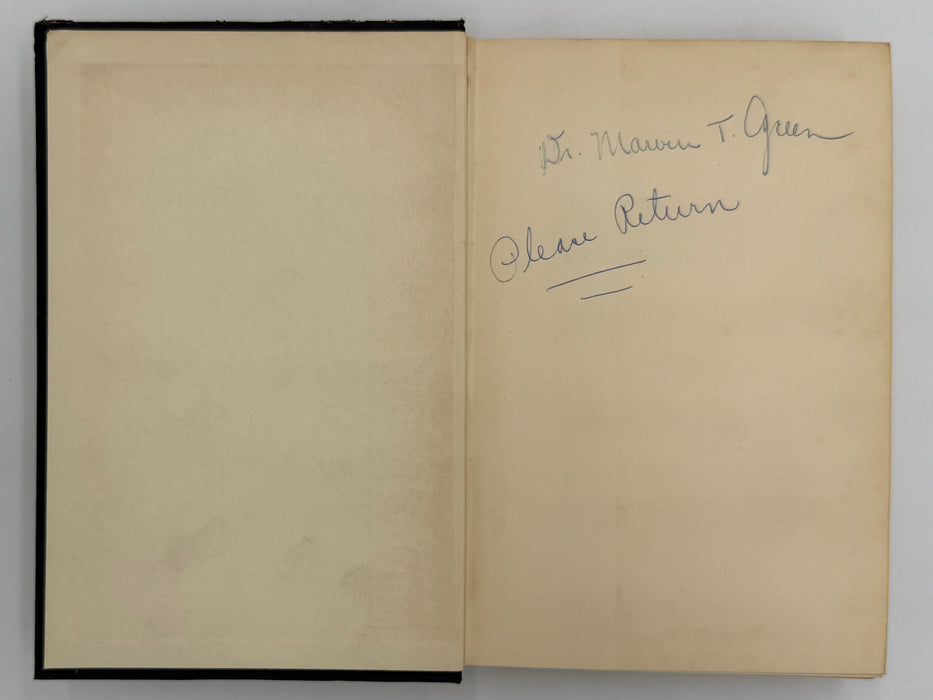 Dr. Marvin T. Green
Please Return